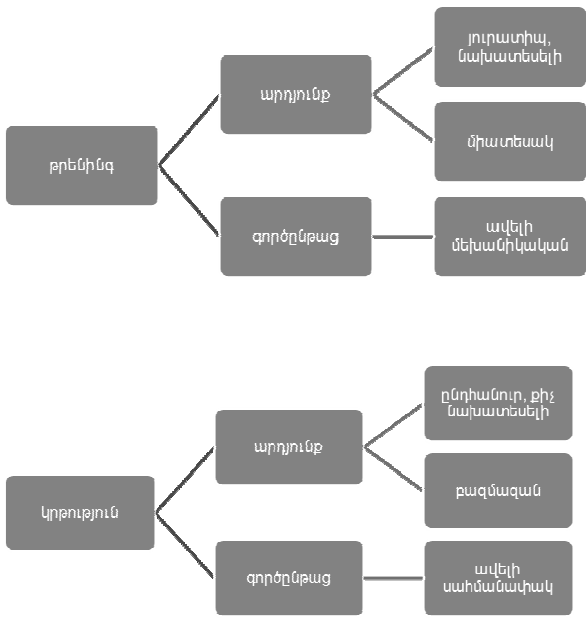 թրենինգ
արդյունք
յուրատիպ,
նախատեսելի
միատեսակ
գործընթաց
ավելի
մեխանիկական
կրթություն
արդյունք
ընդհանուր, քիչ
նախատեսելի
բազմազան
գործընթաց
ավելի
սահմանափակ